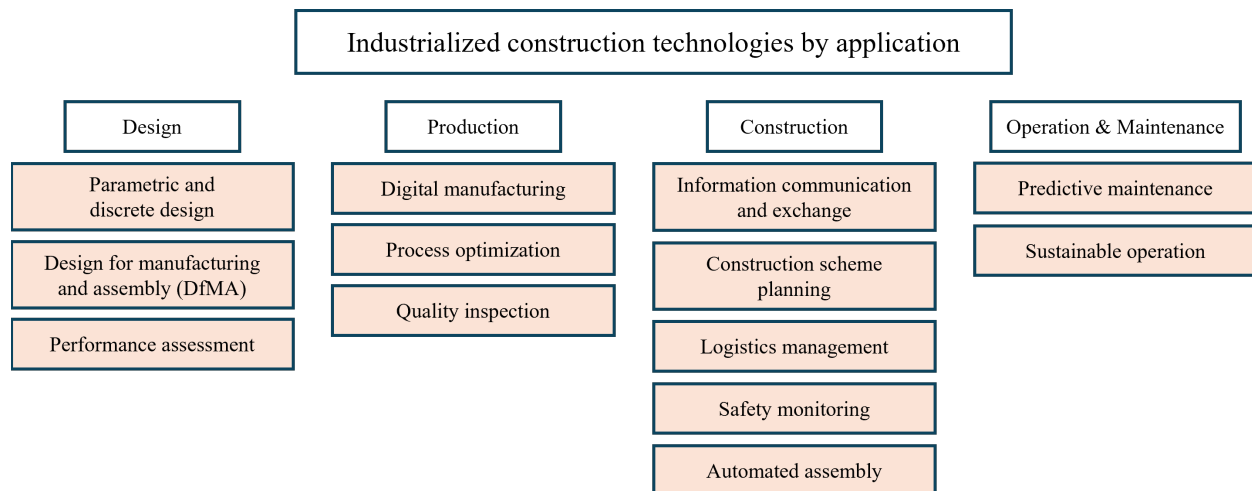 Industrialized construction technologies by application
Design
Parametric and
discrete design
Design for manufacturing
and assembly (DfMA)
Performance assessment
Production
Digital manufacturing
Process optimization
Quality inspection
Construction
Information communication
and exchange
Construction scheme
planning
Logistics management
Safety monitoring
Automated assembly
Operation & Maintenance
Predictive maintenance
Sustainable operation